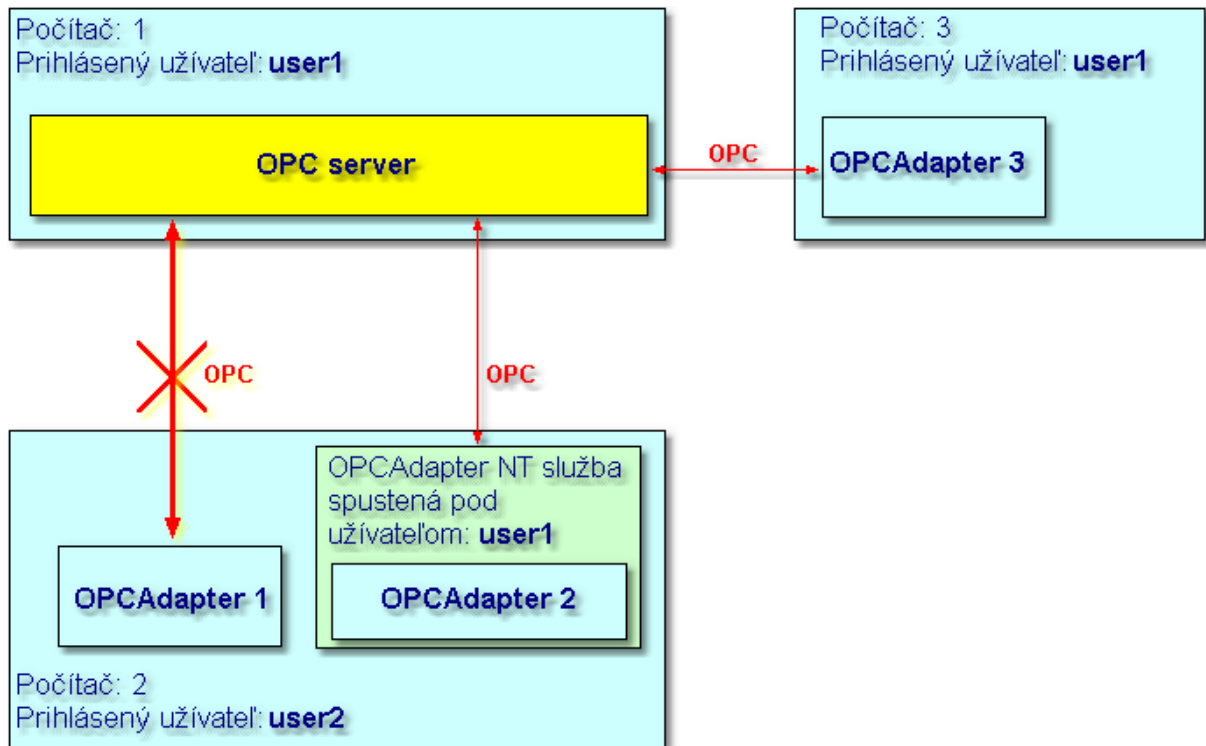 Počítač: 1
Prihlásený užívateľ: user1
OPC server
Počítač: 3
Prihlásený užívateľ: user1
OPC
OPCAdapter 3
OPC
OPC
OPCAdapter NT služba
spustená pod
užívateľom: user1
OPCAdapter 1
OPCAdapter 2
Počítač: 2
Prihlásený užívateľ: user2